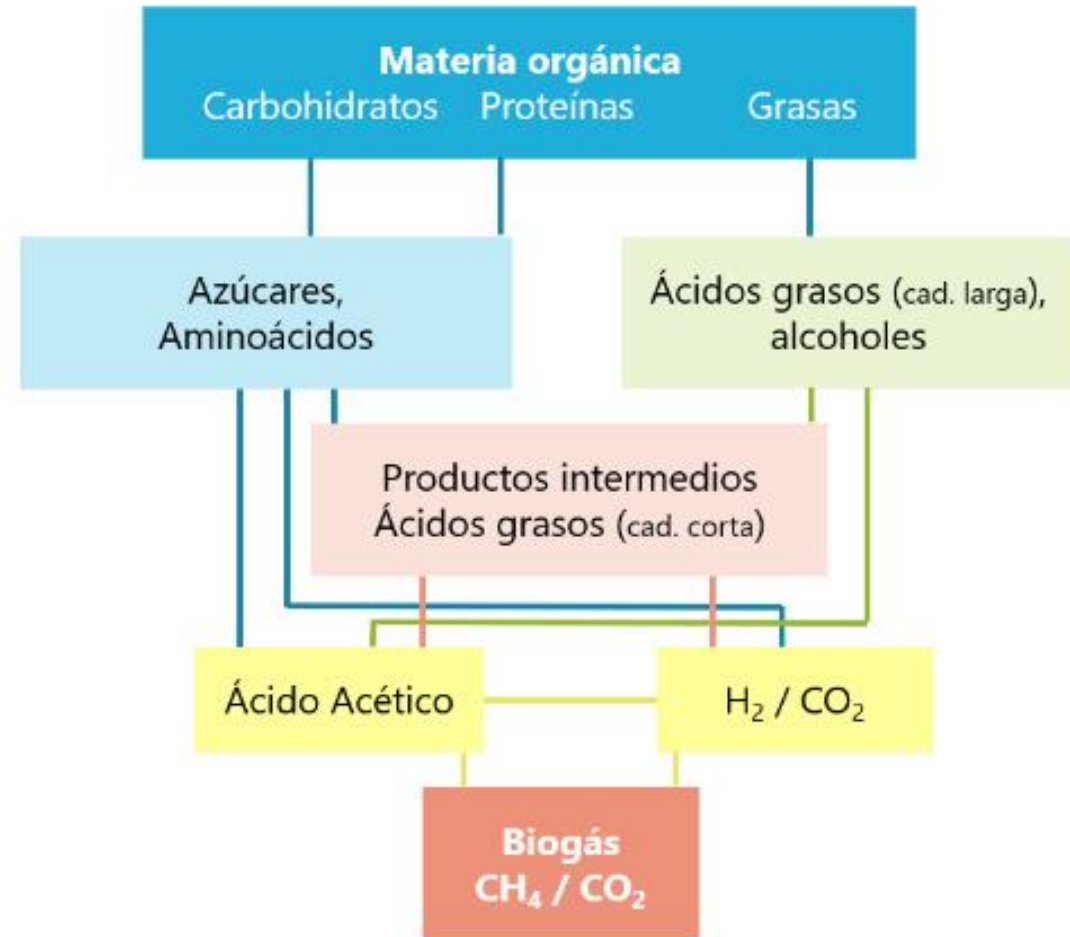 Materia orgánica
Carbohidratos Proteínas Grasas
Azúcares,
Aminoácidos
Ácidos grasos (cad. larga),
alcoholes
Productos intermedios
Ácidos grasos (cad. corta)
Ácido Acético
H₂ / CO₂
Biogás
CH₄ / CO₂